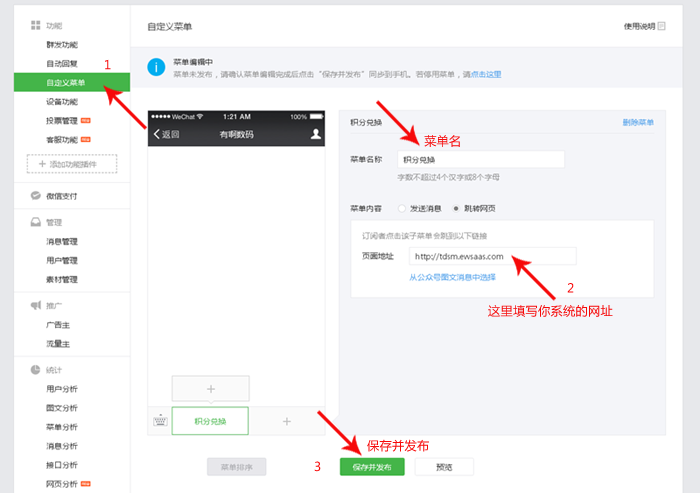 功能
群发功能
自动回复
1
自定义菜单
设备功能
投票管理 NEW
客服功能 NEW
+ 添加功能插件
微信支付
管理
消息管理
用户管理
素材管理
推广
广告主
流量主
统计
用户分析
图文分析
菜单分析
消息分析
接口分析
网页分析 NEW
自定义菜单
使用说明
菜单编辑中
菜单未发布，请确认菜单编辑完成后点击“保存并发布”同步到手机。若停用菜单，请点击这里
WeChat 1:21 AM 100%
返回 有啊数码
+
积分兑换 +
积分兑换 删除菜单
菜单名
菜单名称 积分兑换
字数不超过4个汉字或8个字母
菜单内容 发送消息 跳转网页
订阅者点击该子菜单会跳到以下链接
页面地址 http://tdsm.ewsaas.com
从公众号图文消息中选择
2
这里填写你系统的网址
保存并发布
菜单排序 3 保存并发布 预览